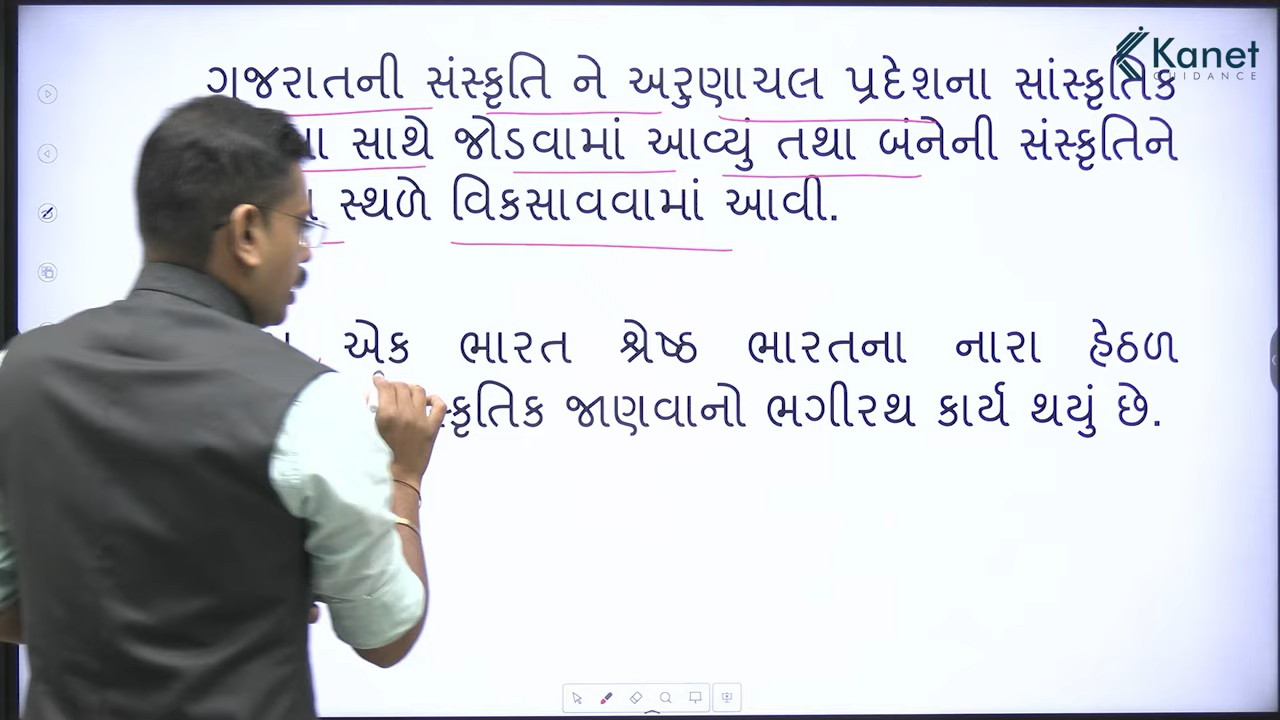 Kanet
GUIDANCE
ગુજરાતની સંસ્કૃતિ ને અરુણાચલ પ્રદેશના સાંસ્કૃતિક
સાથે જોડવામાં આવ્યું તથા બંનેની સંસ્કૃતિને
સ્થળે વિકસાવવામાં આવી.
એક ભારત શ્રેષ્ઠ ભારતના નારા હેઠળ
જાણવાનો ભગીરથ કાર્ય થયું છે.